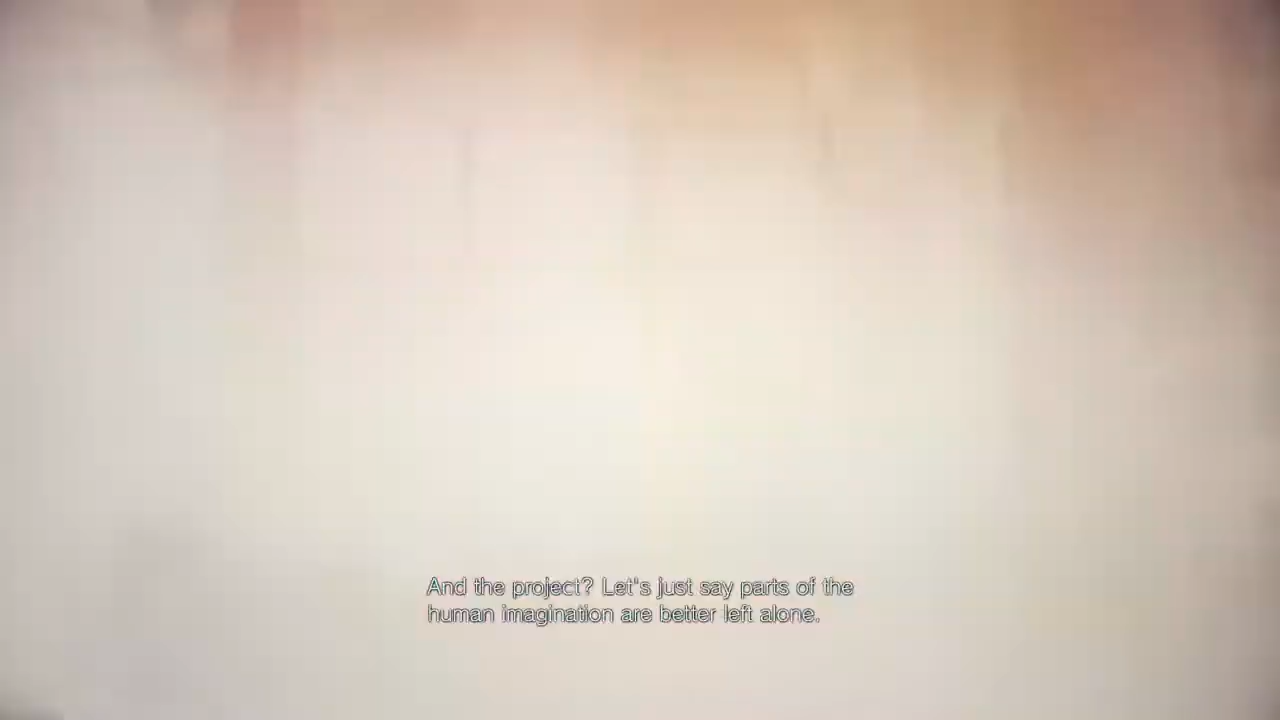 And the project? Let's just say parts of the
human imagination are better left alone.